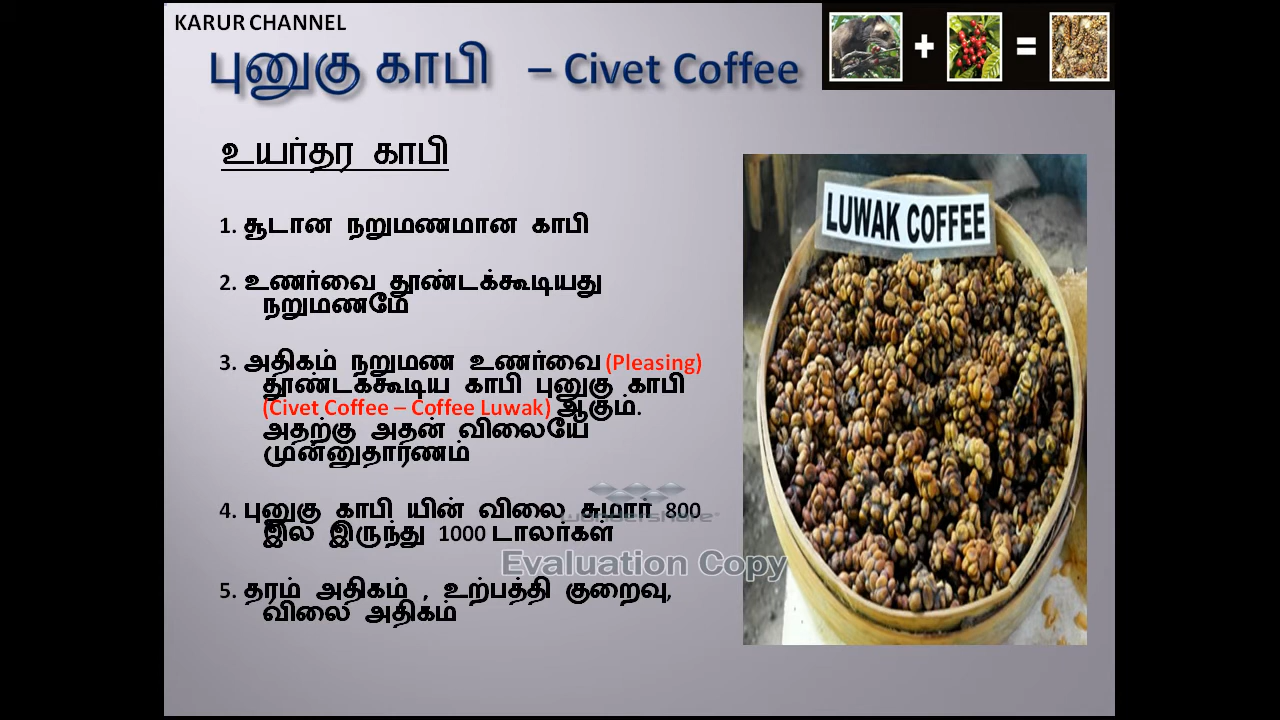 KARUR CHANNEL
புனுகு காபி – Civet Coffee
உயர்தர காபி
1. சூடான நறுமணமான காபி
2. உணர்வை தூண்டக்கூடியது
நறுமணமே
3. அதிகம் நறுமண உணர்வை (Pleasing)
தூண்டக்கூடிய காபி புனுகு காபி
(Civet Coffee – Coffee Luwak) ஆகும்.
அதற்கு அதன் விலையே
முன்னுதாரணம்
4. புனுகு காபி யின் விலை சுமார் 800
இல் இருந்து 1000 டாலர்கள்
5. தரம் அதிகம் , உற்பத்தி குறைவு,
விலை அதிகம்
LUWAK COFFEE
wondershare
Evaluation Copy